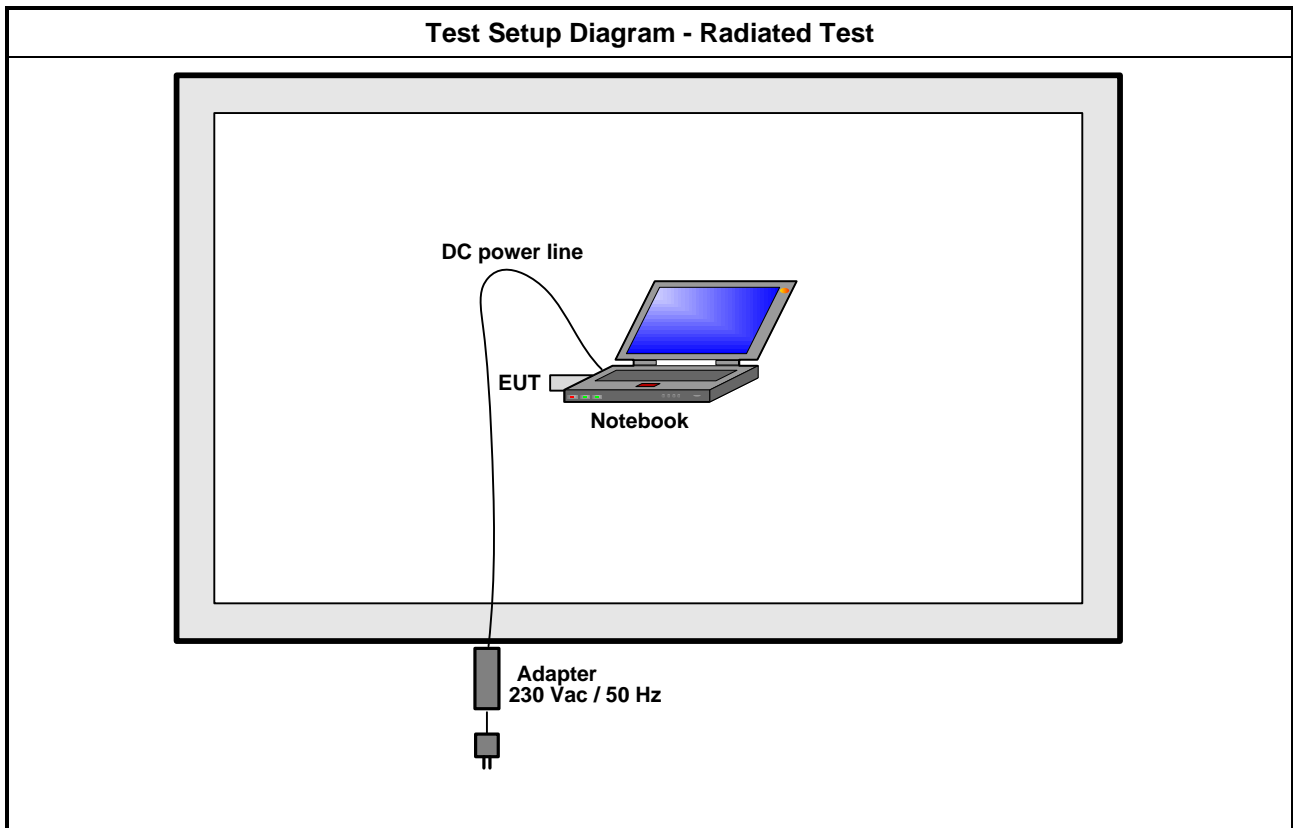 Test Setup Diagram - Radiated Test
DC power line
EUT
Notebook
Adapter
230 Vac / 50 Hz